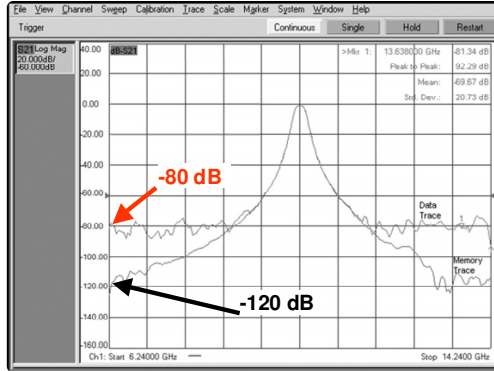 File View Channel Sweep Calibration Trace Scale Marker System Window Help
Trigger Continuous Single Hold Restart
S21 Log Mag
20.000dB/
-60.000dB
40.00 dB-S21
>Mkr 1: 13.638000 GHz -81.34 dB
Peak to Peak: 92.29 dB
Mean: -69.67 dB
Std. Dev.: 20.73 dB
20.00
0.00
-20.00
-40.00
-60.00
-80 dB
Data
Trace
1
-80.00
-100.00
Memory
Trace
-120.00
-120 dB
-140.00
-160.00
Ch1: Start 6.24000 GHz Stop 14.2400 GHz